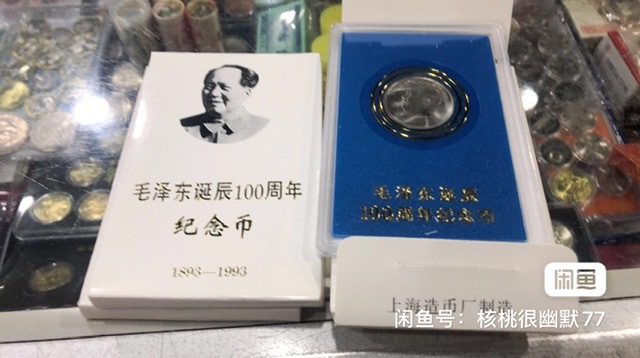 毛泽东诞辰100周年
纪念币
1893—1993
毛泽东诞辰
100周年纪念币
上海造币厂制造
闲鱼
闲鱼号：核桃很幽默77